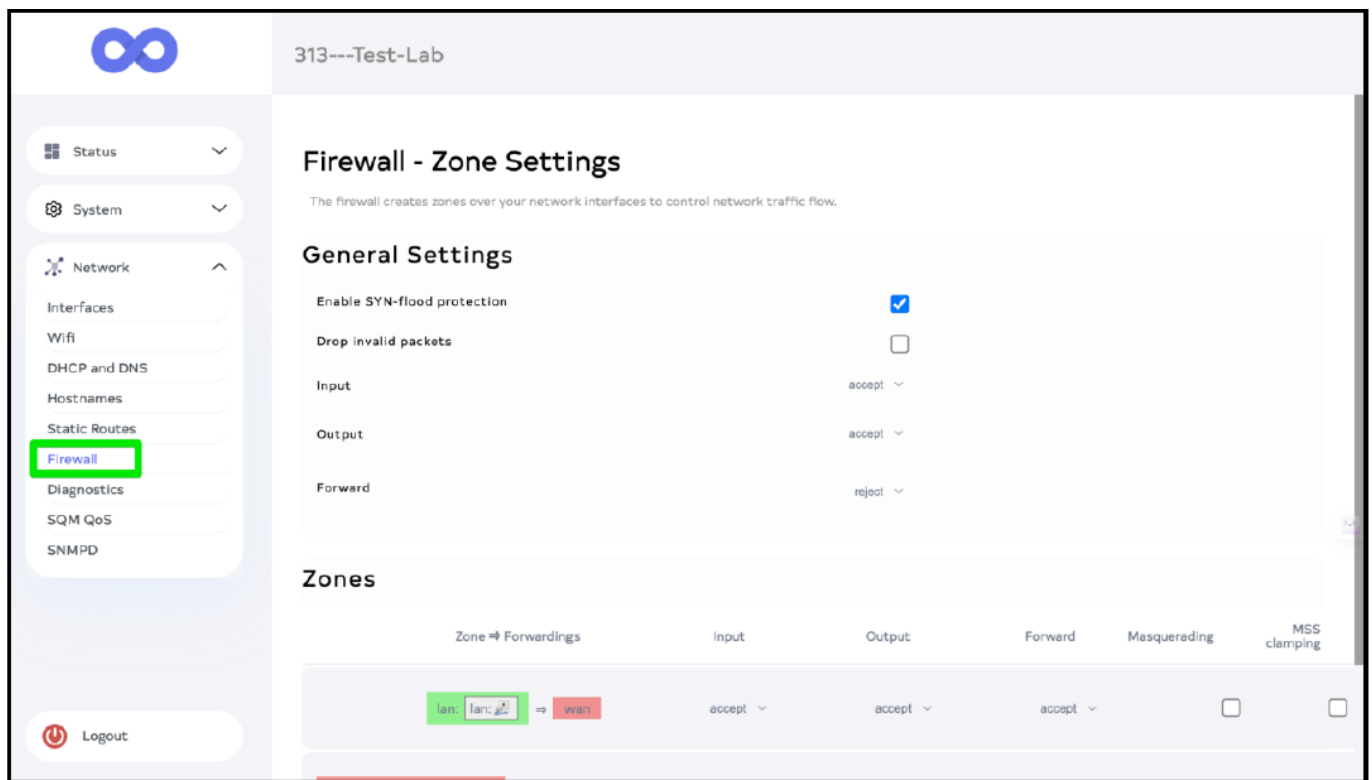 313---Test-Lab
Status
System
Network
Interfaces
Wifi
DHCP and DNS
Hostnames
Static Routes
Firewall
Diagnostics
SQM QoS
SNMPD
Logout
Firewall - Zone Settings
The firewall creates zones over your network interfaces to control network traffic flow.
General Settings
Enable SYN-flood protection
Drop invalid packets
Input accept
Output accept
Forward reject
Zones
Zone ⇒ Forwardings Input Output Forward Masquerading MSS clamping
lan: lan: ⇒ wan accept accept accept